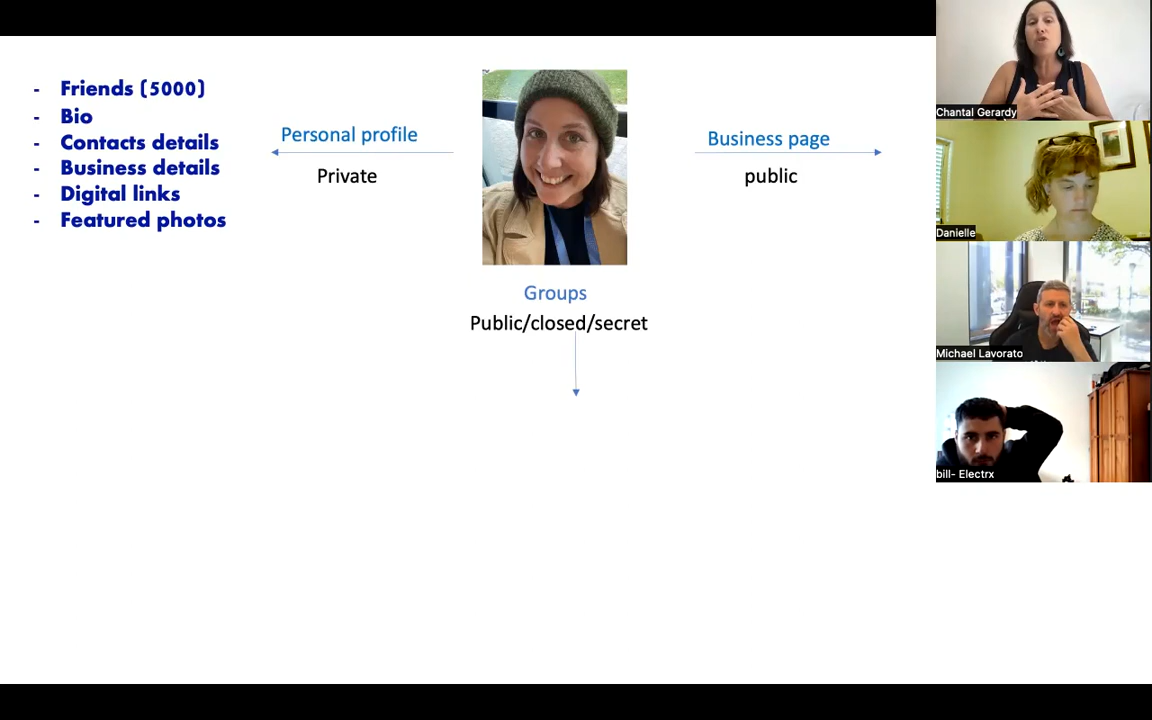 - Friends (5000)
- Bio
- Contacts details
- Business details
- Digital links
- Featured photos
Personal profile
Private
Groups
Public/closed/secret
Business page
public
Chantal Gerardy
Danielle
Michael Lavorato
bill- Electrx